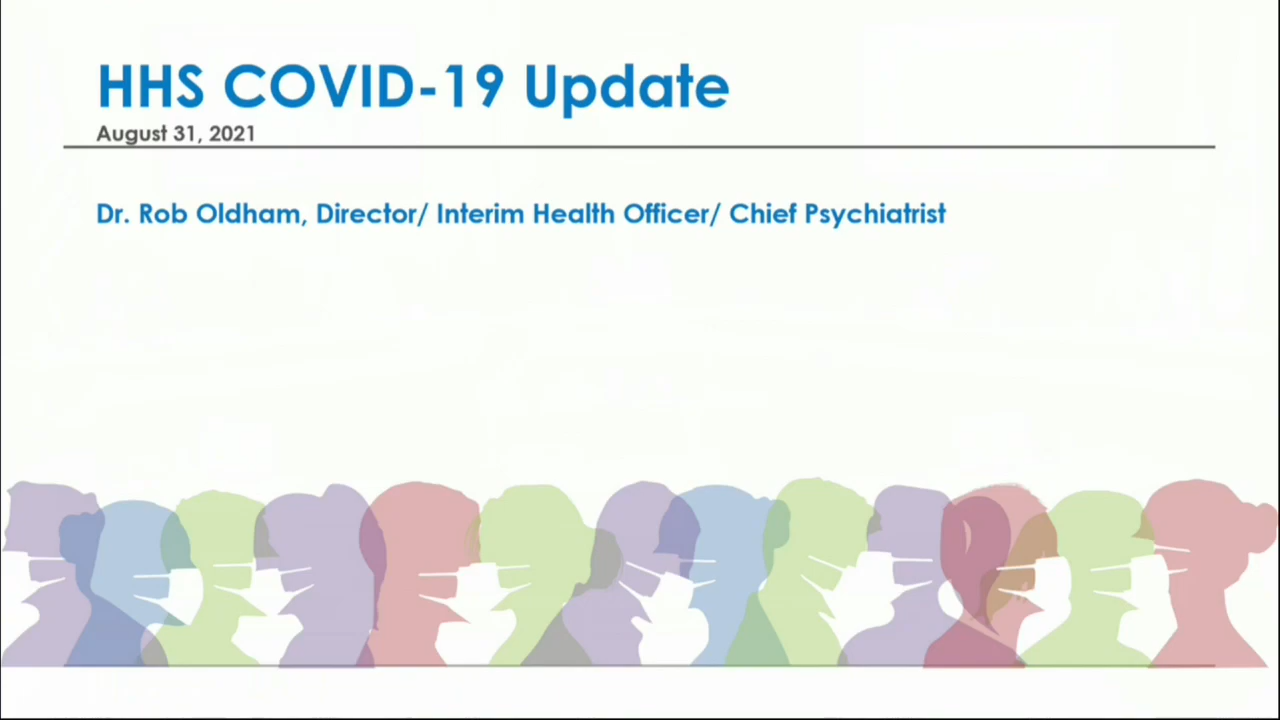 HHS COVID-19 Update
August 31, 2021
Dr. Rob Oldham, Director/ Interim Health Officer/ Chief Psychiatrist